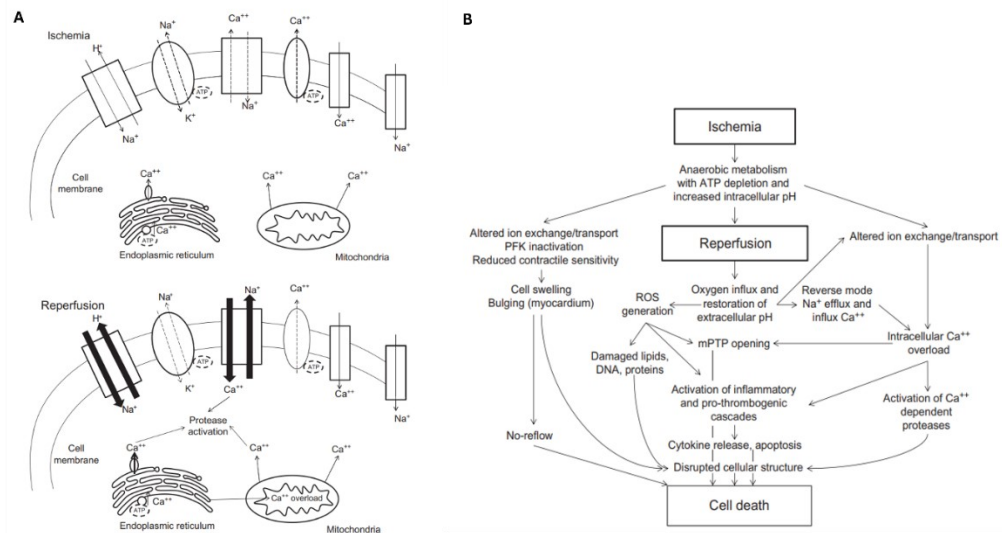 A
Ischemia
H+
Na+
Ca++
Ca++
ATP
Na+
ATP
K+
Na+
Ca++
Na+
Cell
membrane
Ca++
Ca++
Ca++
Ca++
ATP
Endoplasmic reticulum
Mitochondria
Reperfusion
H+
Na+
Na+
Ca++
ATP
ATP
K+
Na+
Ca++
Ca++
Na+
Protease
activation
Cell
membrane
Ca++
Ca++
Ca++
Ca++
ATP
Ca++ overload
Endoplasmic reticulum
Mitochondria
B
Ischemia
Anaerobic metabolism
with ATP depletion and
increased intracellular pH
Altered ion exchange/transport
PFK inactivation
Reduced contractile sensitivity
Reperfusion
Altered ion exchange/transport
Cell swelling
Bulging (myocardium)
ROS
generation
Oxygen influx and
restoration of
extracellular pH
Reverse mode
Na+ efflux and
influx Ca++
Intracellular Ca++
overload
mPTP opening
Damaged lipids,
DNA, proteins
Activation of inflammatory
and pro-thrombogenic
cascades
Activation of Ca++
dependent
proteases
No-reflow
Cytokine release, apoptosis
Disrupted cellular structure
Cell death